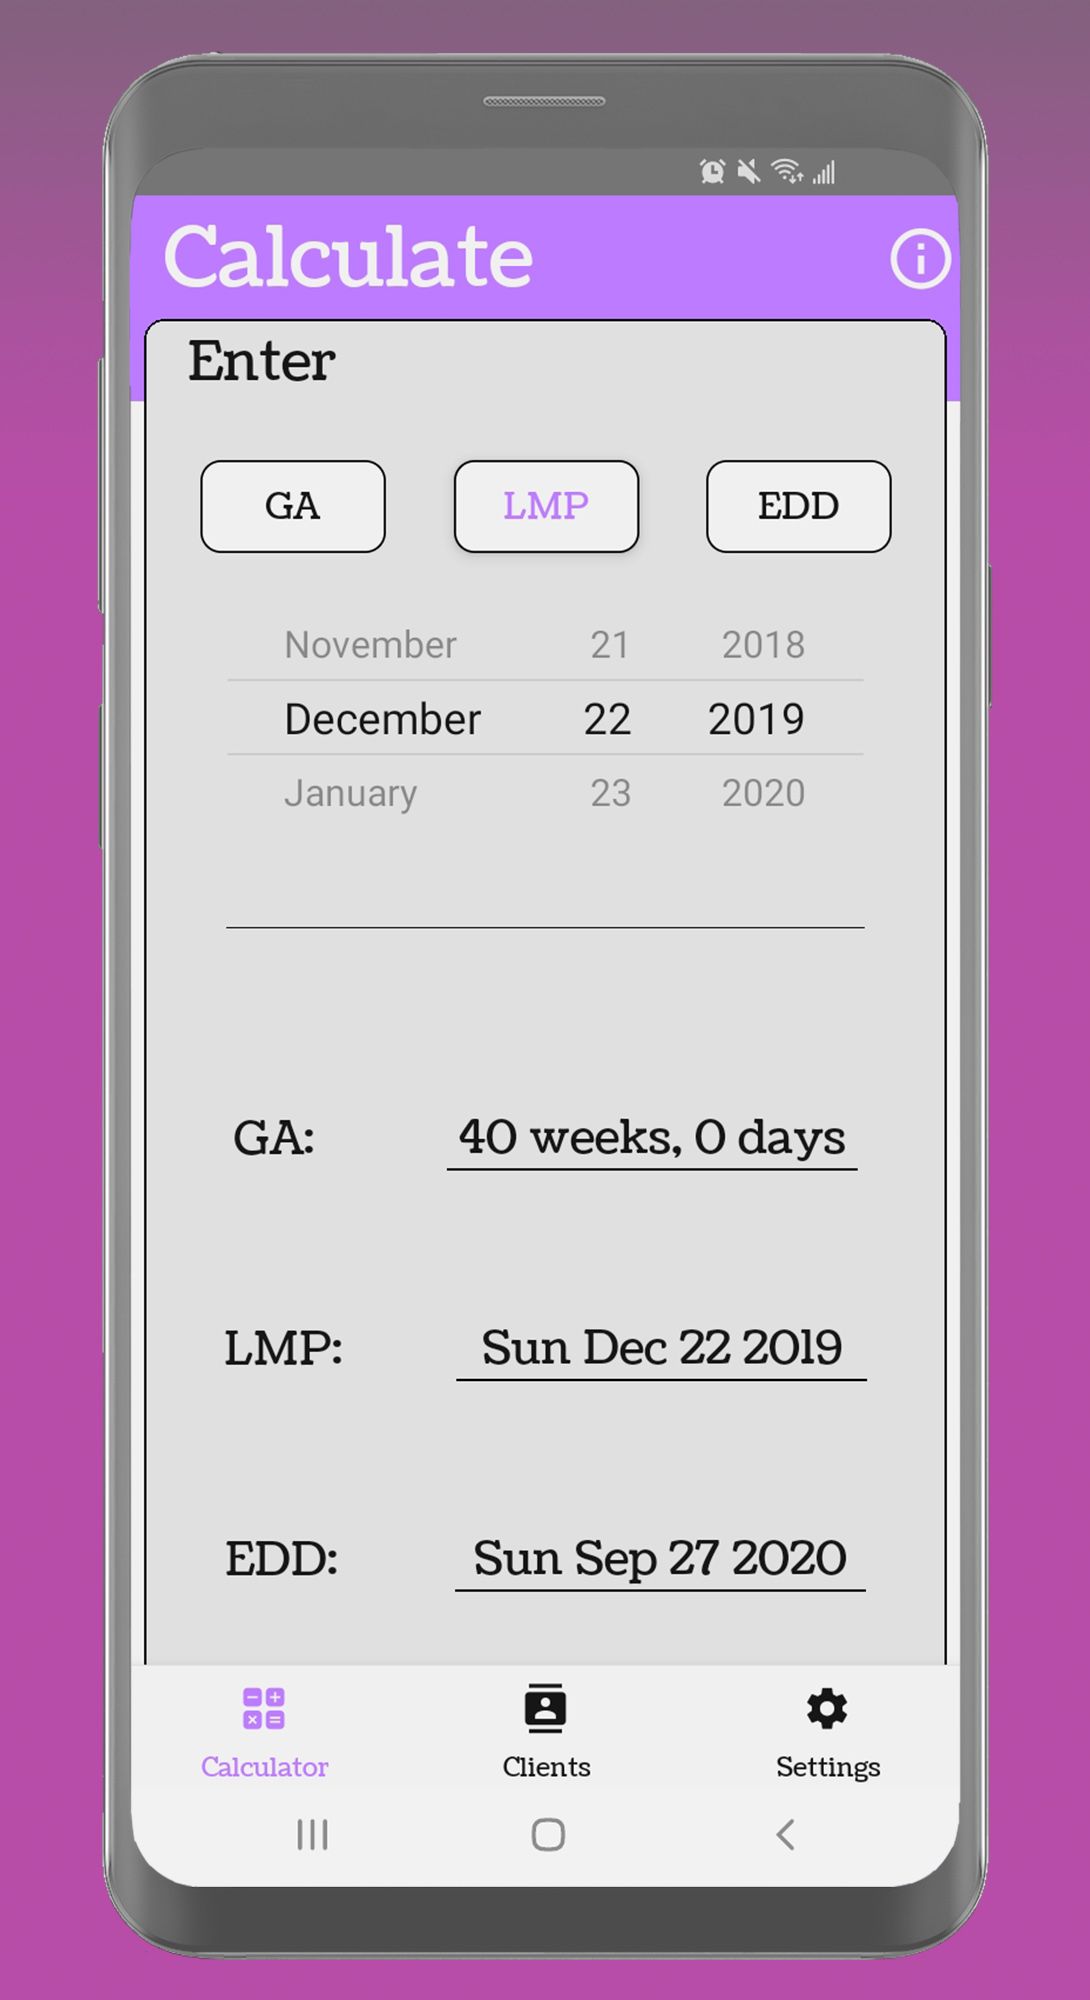 Calculate
Enter
GA LMP EDD
November 21 2018
December 22 2019
January 23 2020
GA: 40 weeks, 0 days
LMP: Sun Dec 22 2019
EDD: Sun Sep 27 2020
Calculator Clients Settings